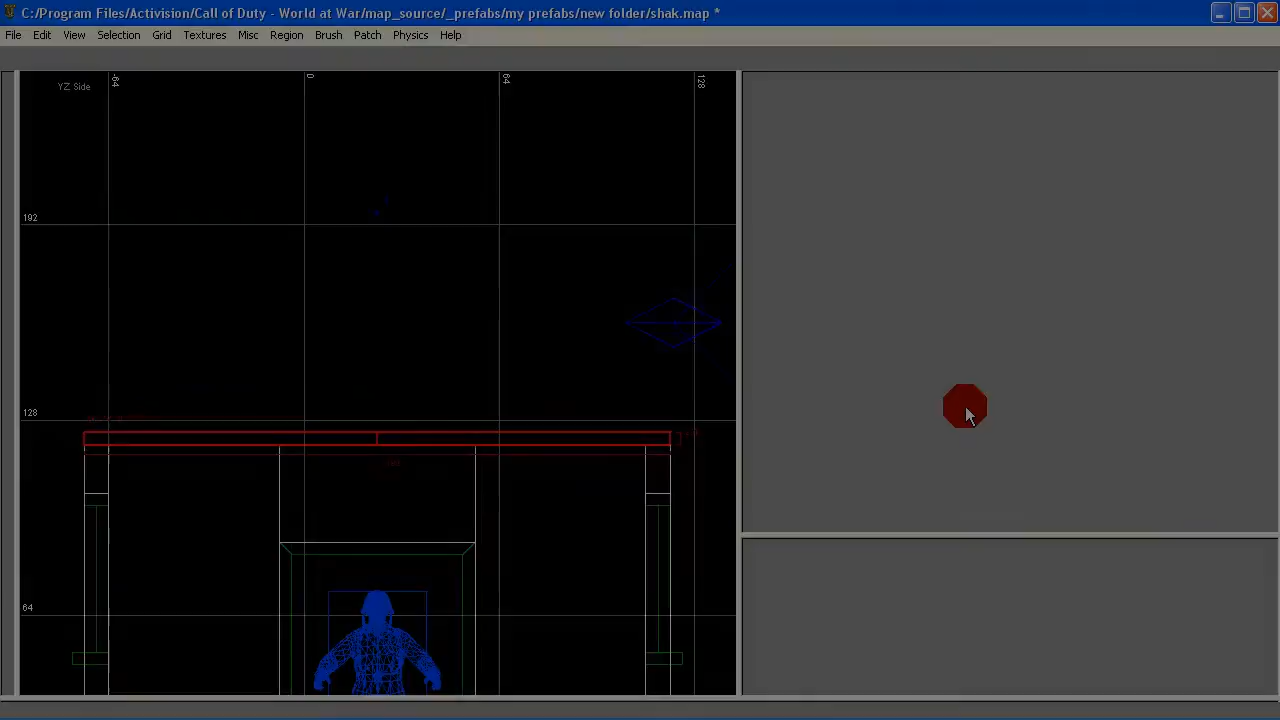 C:/Program Files/Activision/Call of Duty - World at War/map_source/_prefabs/my prefabs/new folder/shak.map *
File Edit View Selection Grid Textures Misc Region Brush Patch Physics Help
YZ Side
-64
0
64
128
192
128
64